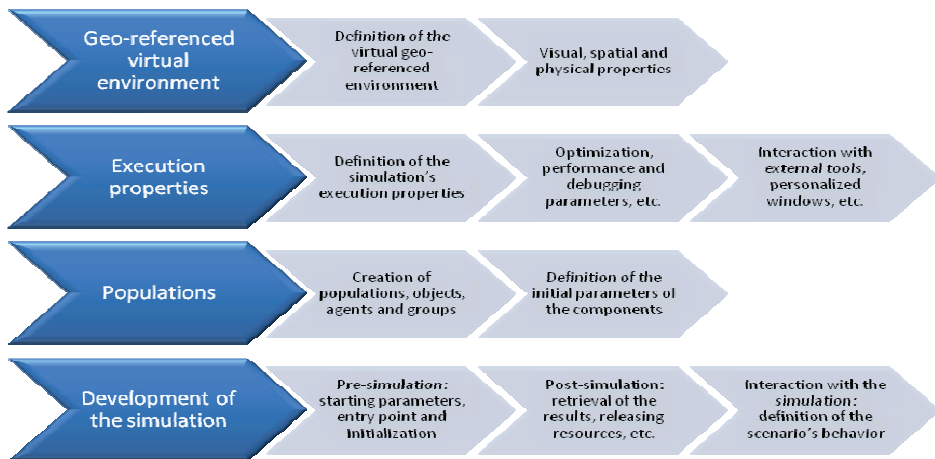 Geo-referenced
virtual
environment
Definition of the
virtual geo-
referenced
environment
Visual, spatial and
physical properties
Execution
properties
Definition of the
simulation's
execution properties
Optimization,
performance and
debugging
parameters, etc.
Interaction with
external tools,
personalized
windows, etc.
Populations
Creation of
populations, objects,
agents and groups
Definition of the
initial parameters of
the components
Development of
the simulation
Pre-simulation:
starting parameters,
entry point and
initialization
Post-simulation:
retrieval of the
results, releasing
resources, etc.
Interaction with the
simulation:
definition of the
scenario's behavior